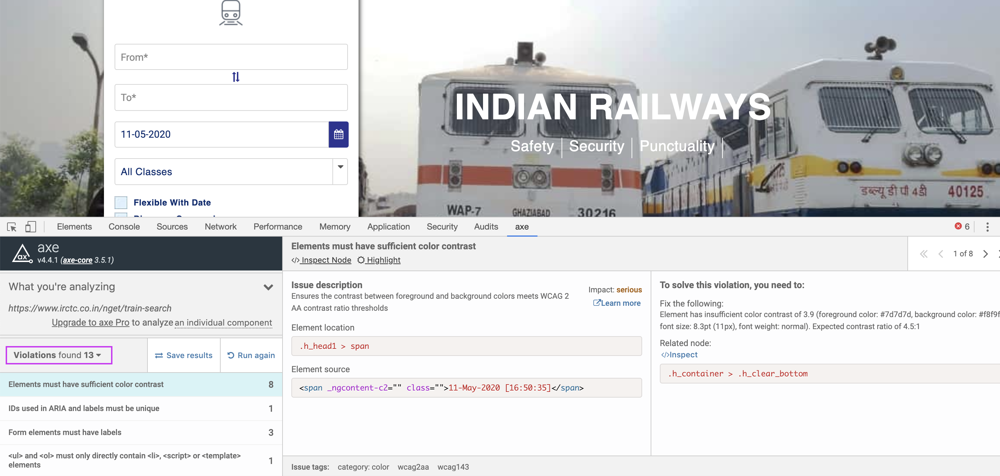 From*
To*
11-05-2020
All Classes
Flexible With Date
INDIAN RAILWAYS
Safety
Security
Punctuality
WAP-7
GHAZIABAD
30216
डब्ल्यू डी पी 4डी
40125
Elements
Console
Sources
Network
Performance
Memory
Application
Security
Audits
axe
6
ax
axe
v4.4.1 (axe-core 3.5.1)
What you're analyzing
https://www.irctc.co.in/nget/train-search
Upgrade to axe Pro to analyze an individual component
Violations found 13
Save results
Run again
Elements must have sufficient color contrast 8
IDs used in ARIA and labels must be unique 1
Form elements must have labels 3
<ul> and <ol> must only directly contain <li>, <script> or <template>
elements 1
Elements must have sufficient color contrast
</> Inspect Node Highlight
1 of 8
Issue description
Ensures the contrast between foreground and background colors meets WCAG 2
AA contrast ratio thresholds
Impact: serious
Learn more
Element location
.h_head1 > span
Element source
<span _ngcontent-c2="" class="">11-May-2020 [16:50:35]</span>
To solve this violation, you need to:
Fix the following:
Element has insufficient color contrast of 3.9 (foreground color: #7d7d7d, background color: #f8f9f
font size: 8.3pt (11px), font weight: normal). Expected contrast ratio of 4.5:1
Related node:
</>Inspect
.h_container > .h_clear_bottom
Issue tags: category: color wcag2aa wcag143